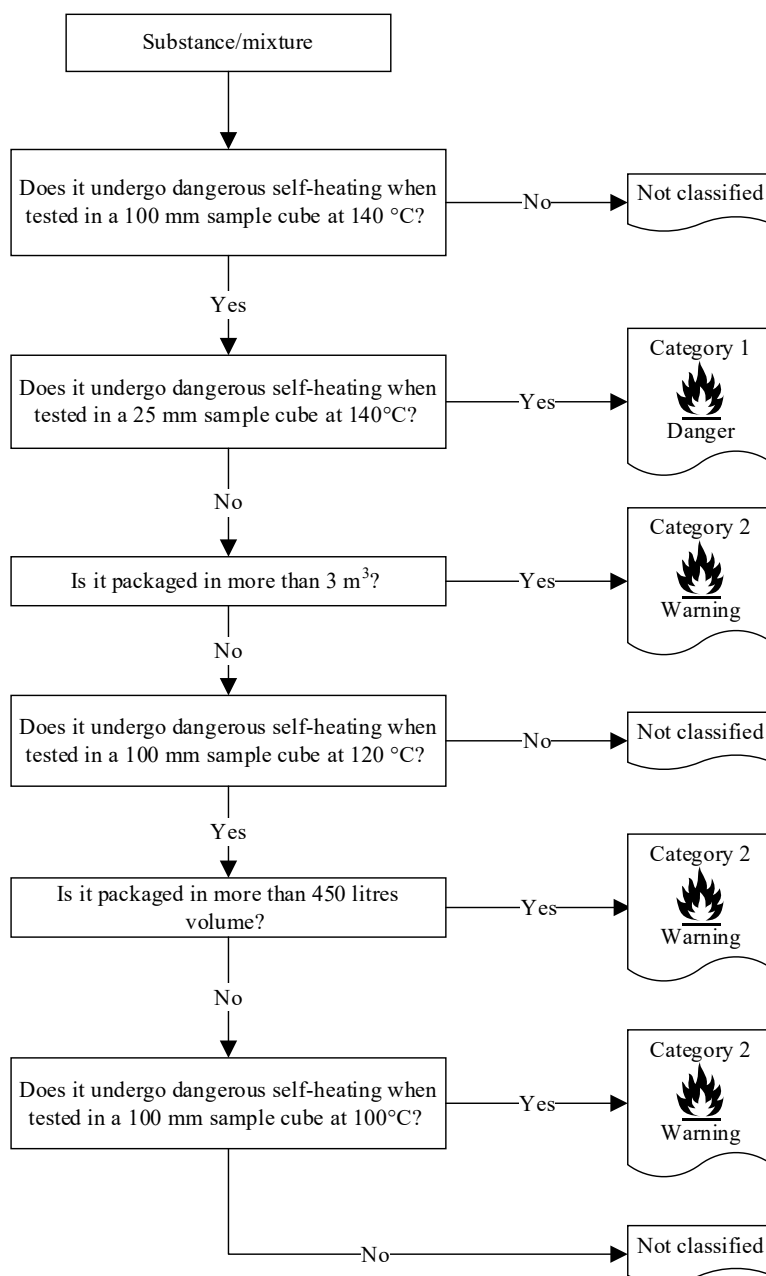 Substance/mixture
Does it undergo dangerous self-heating when
tested in a 100 mm sample cube at 140 °C?
No
Not classified
Yes
Does it undergo dangerous self-heating when
tested in a 25 mm sample cube at 140°C?
Yes
Category 1
Danger
No
Is it packaged in more than 3 m³?
Yes
Category 2
Warning
No
Does it undergo dangerous self-heating when
tested in a 100 mm sample cube at 120 °C?
No
Not classified
Yes
Is it packaged in more than 450 litres
volume?
Yes
Category 2
Warning
No
Does it undergo dangerous self-heating when
tested in a 100 mm sample cube at 100°C?
Yes
Category 2
Warning
No
Not classified